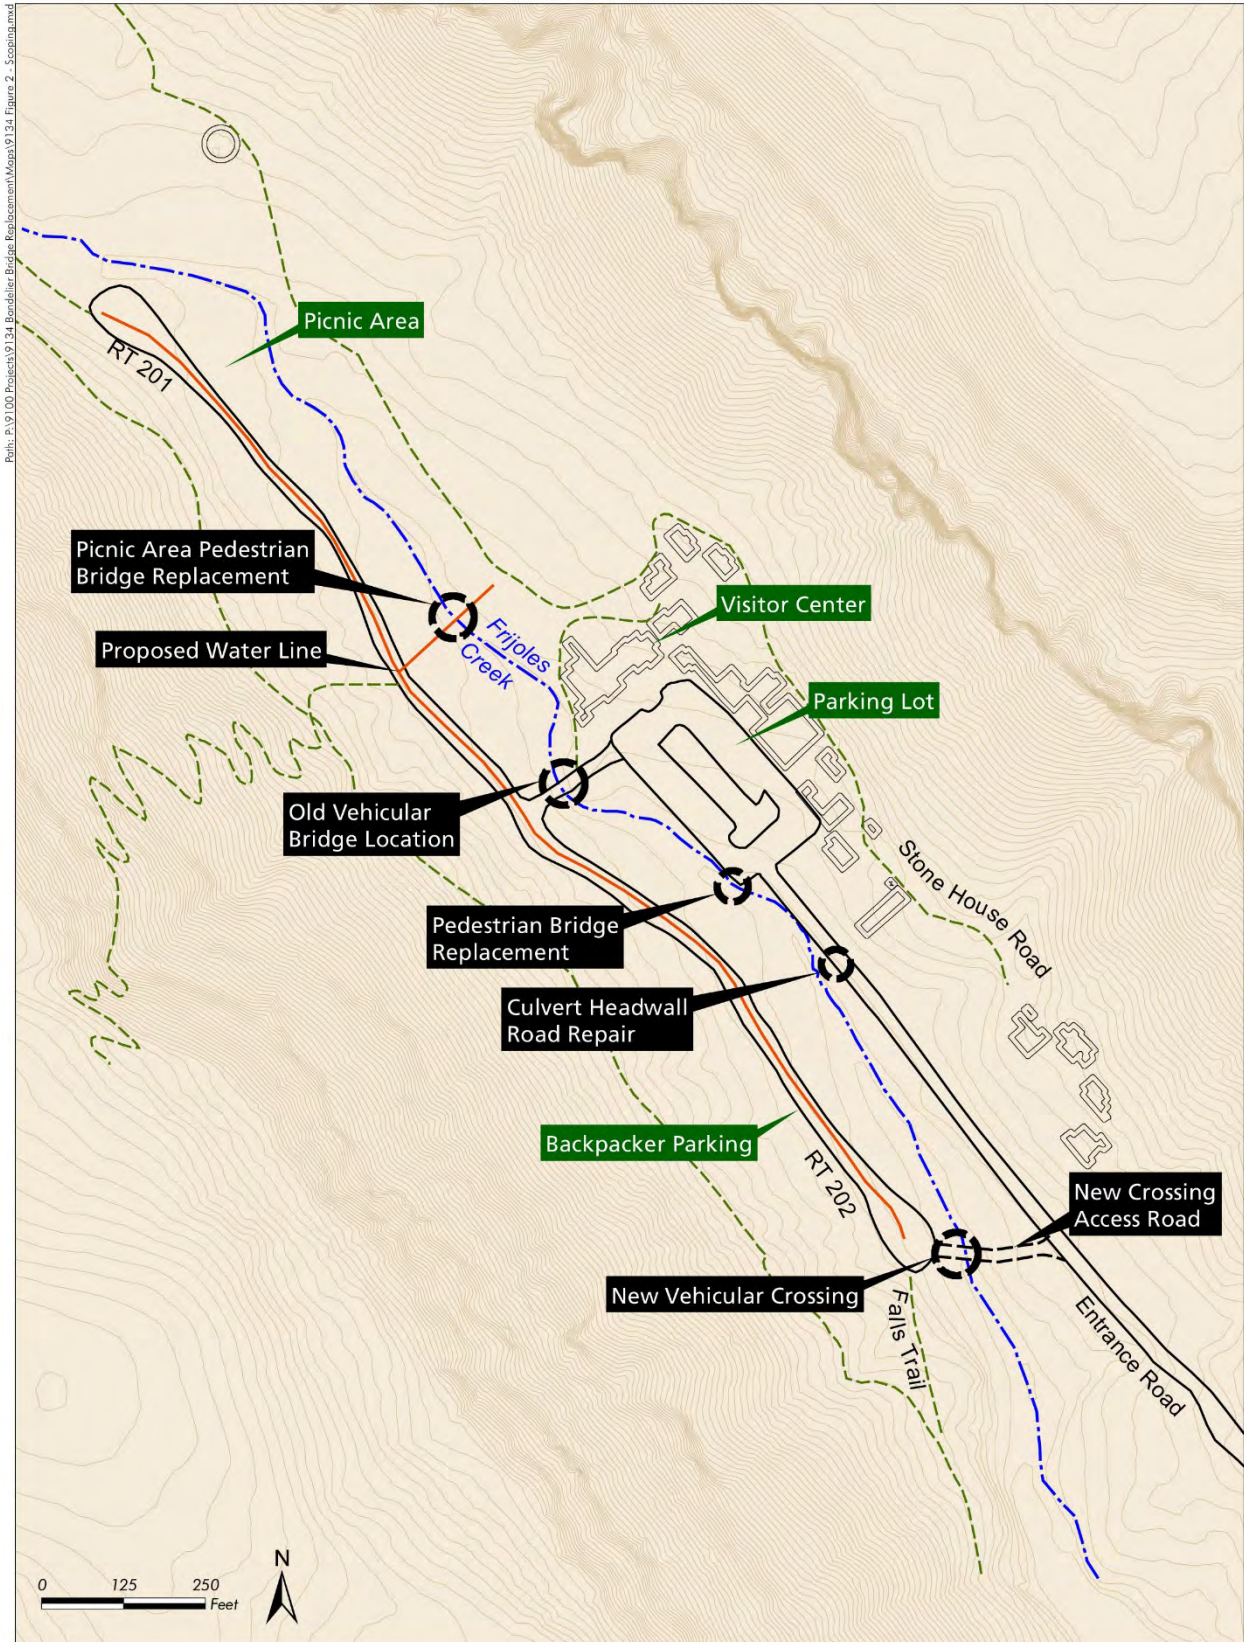 Path: P:\9100 Projects\9134 Bandelier Bridge Replacement\Maps\9134 Figure 2 - Scoping.mxd
Picnic Area
RT 201
Picnic Area Pedestrian
Bridge Replacement
Visitor Center
Proposed Water Line
Frijoles
Creek
Parking Lot
Old Vehicular
Bridge Location
Stone House Road
Pedestrian Bridge
Replacement
Culvert Headwall
Road Repair
Backpacker Parking
RT 202
New Crossing
Access Road
New Vehicular Crossing
Falls Trail
Entrance Road
N
0 125 250
Feet